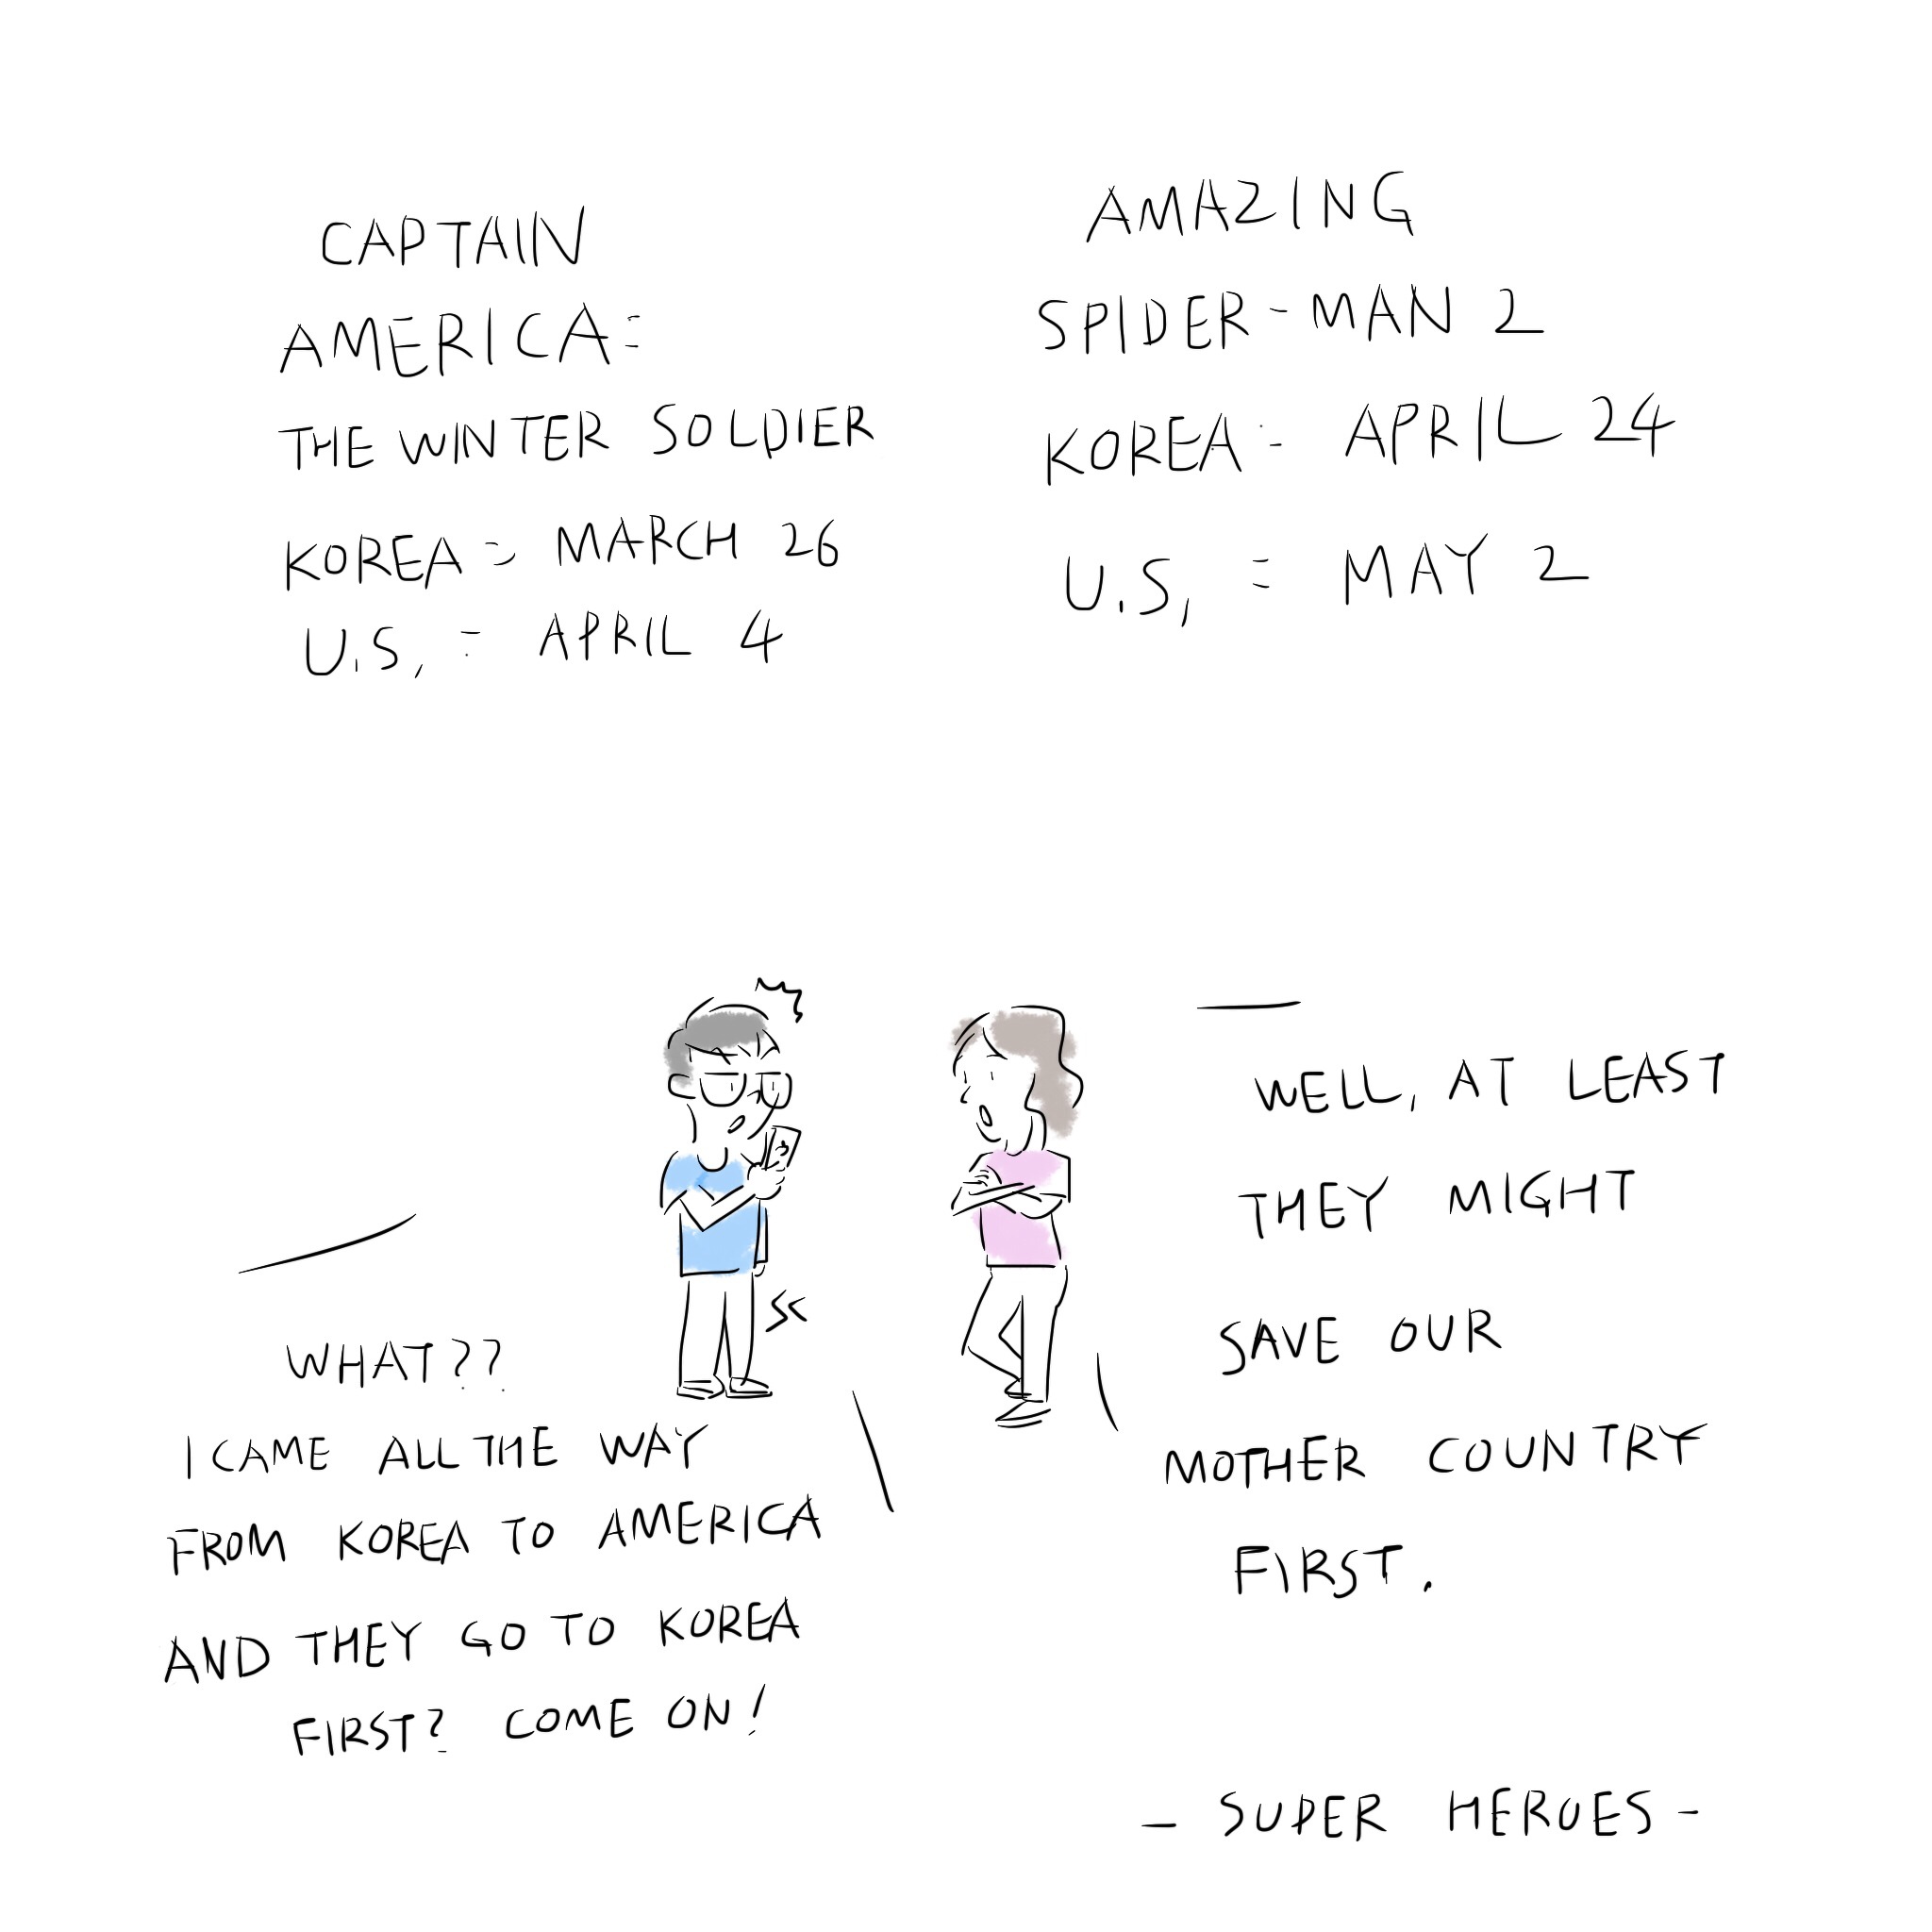 CAPTAIN
AMERICA:
THE WINTER SOLDIER
KOREA: MARCH 26
U.S, : APRIL 4
AMAZING
SPIDER-MAN 2
KOREA: APRIL 24
U.S, : MAY 2
WHAT??
I CAME ALL THE WAY
FROM KOREA TO AMERICA
AND THEY GO TO KOREA
FIRST? COME ON!
WELL, AT LEAST
THEY MIGHT
SAVE OUR
MOTHER COUNTRY
FIRST.
- SUPER HEROES -